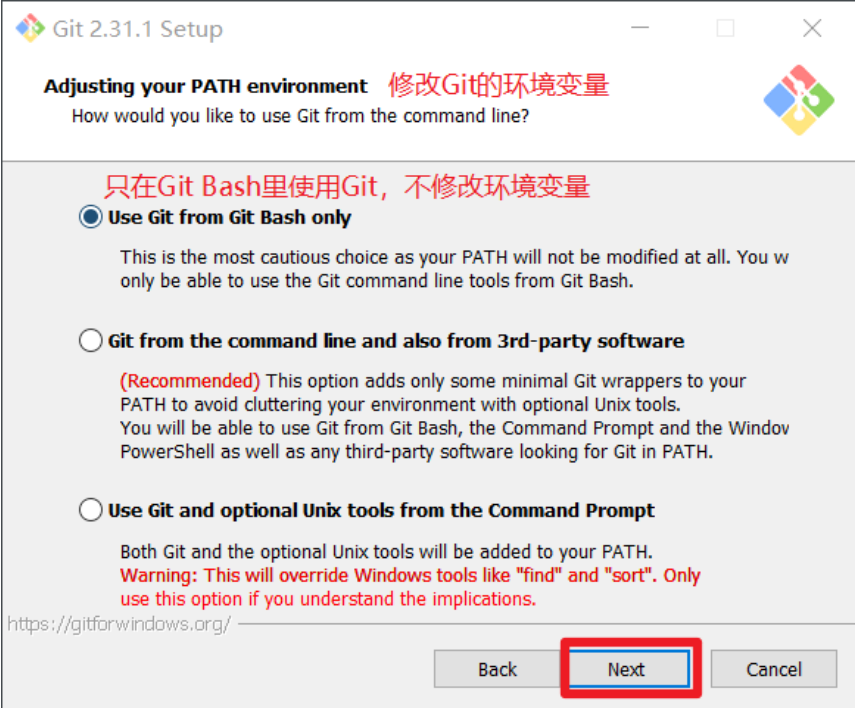 Git 2.31.1 Setup
Adjusting your PATH environment 修改Git的环境变量
How would you like to use Git from the command line?
只在Git Bash里使用Git，不修改环境变量
Use Git from Git Bash only
This is the most cautious choice as your PATH will not be modified at all. You w
only be able to use the Git command line tools from Git Bash.
Git from the command line and also from 3rd-party software
(Recommended) This option adds only some minimal Git wrappers to your
PATH to avoid cluttering your environment with optional Unix tools.
You will be able to use Git from Git Bash, the Command Prompt and the Window
PowerShell as well as any third-party software looking for Git in PATH.
Use Git and optional Unix tools from the Command Prompt
Both Git and the optional Unix tools will be added to your PATH.
Warning: This will override Windows tools like "find" and "sort". Only
use this option if you understand the implications.
https://gitforwindows.org/
Back Next Cancel